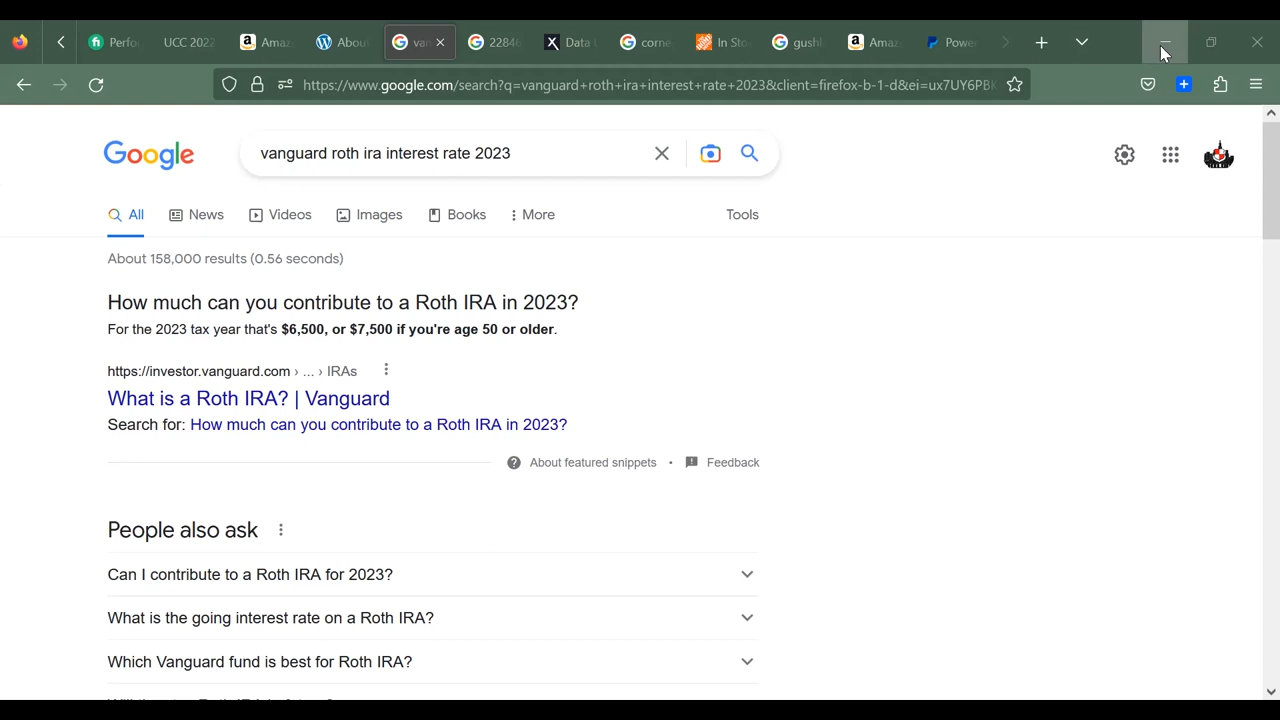 Perfo
UCC 2022
Amaz
About
van
22846
Data
corne
In Sto
gushl
Amaz
Power
https://www.google.com/search?q=vanguard+roth+ira+interest+rate+2023&client=firefox-b-1-d&ei=ux7UY6PBK
Google
vanguard roth ira interest rate 2023
All News Videos Images Books More Tools
About 158,000 results (0.56 seconds)
How much can you contribute to a Roth IRA in 2023?
For the 2023 tax year that's $6,500, or $7,500 if you're age 50 or older.
https://investor.vanguard.com › ... › IRAs
What is a Roth IRA? | Vanguard
Search for: How much can you contribute to a Roth IRA in 2023?
About featured snippets • Feedback
People also ask
Can I contribute to a Roth IRA for 2023?
What is the going interest rate on a Roth IRA?
Which Vanguard fund is best for Roth IRA?